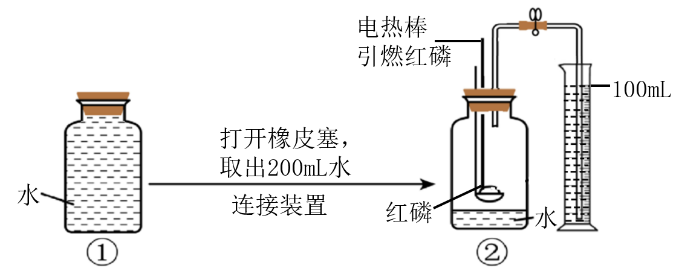 电热棒
引燃红磷
100mL
打开橡皮塞，
取出200mL水
连接装置
水
红磷
水
①
②